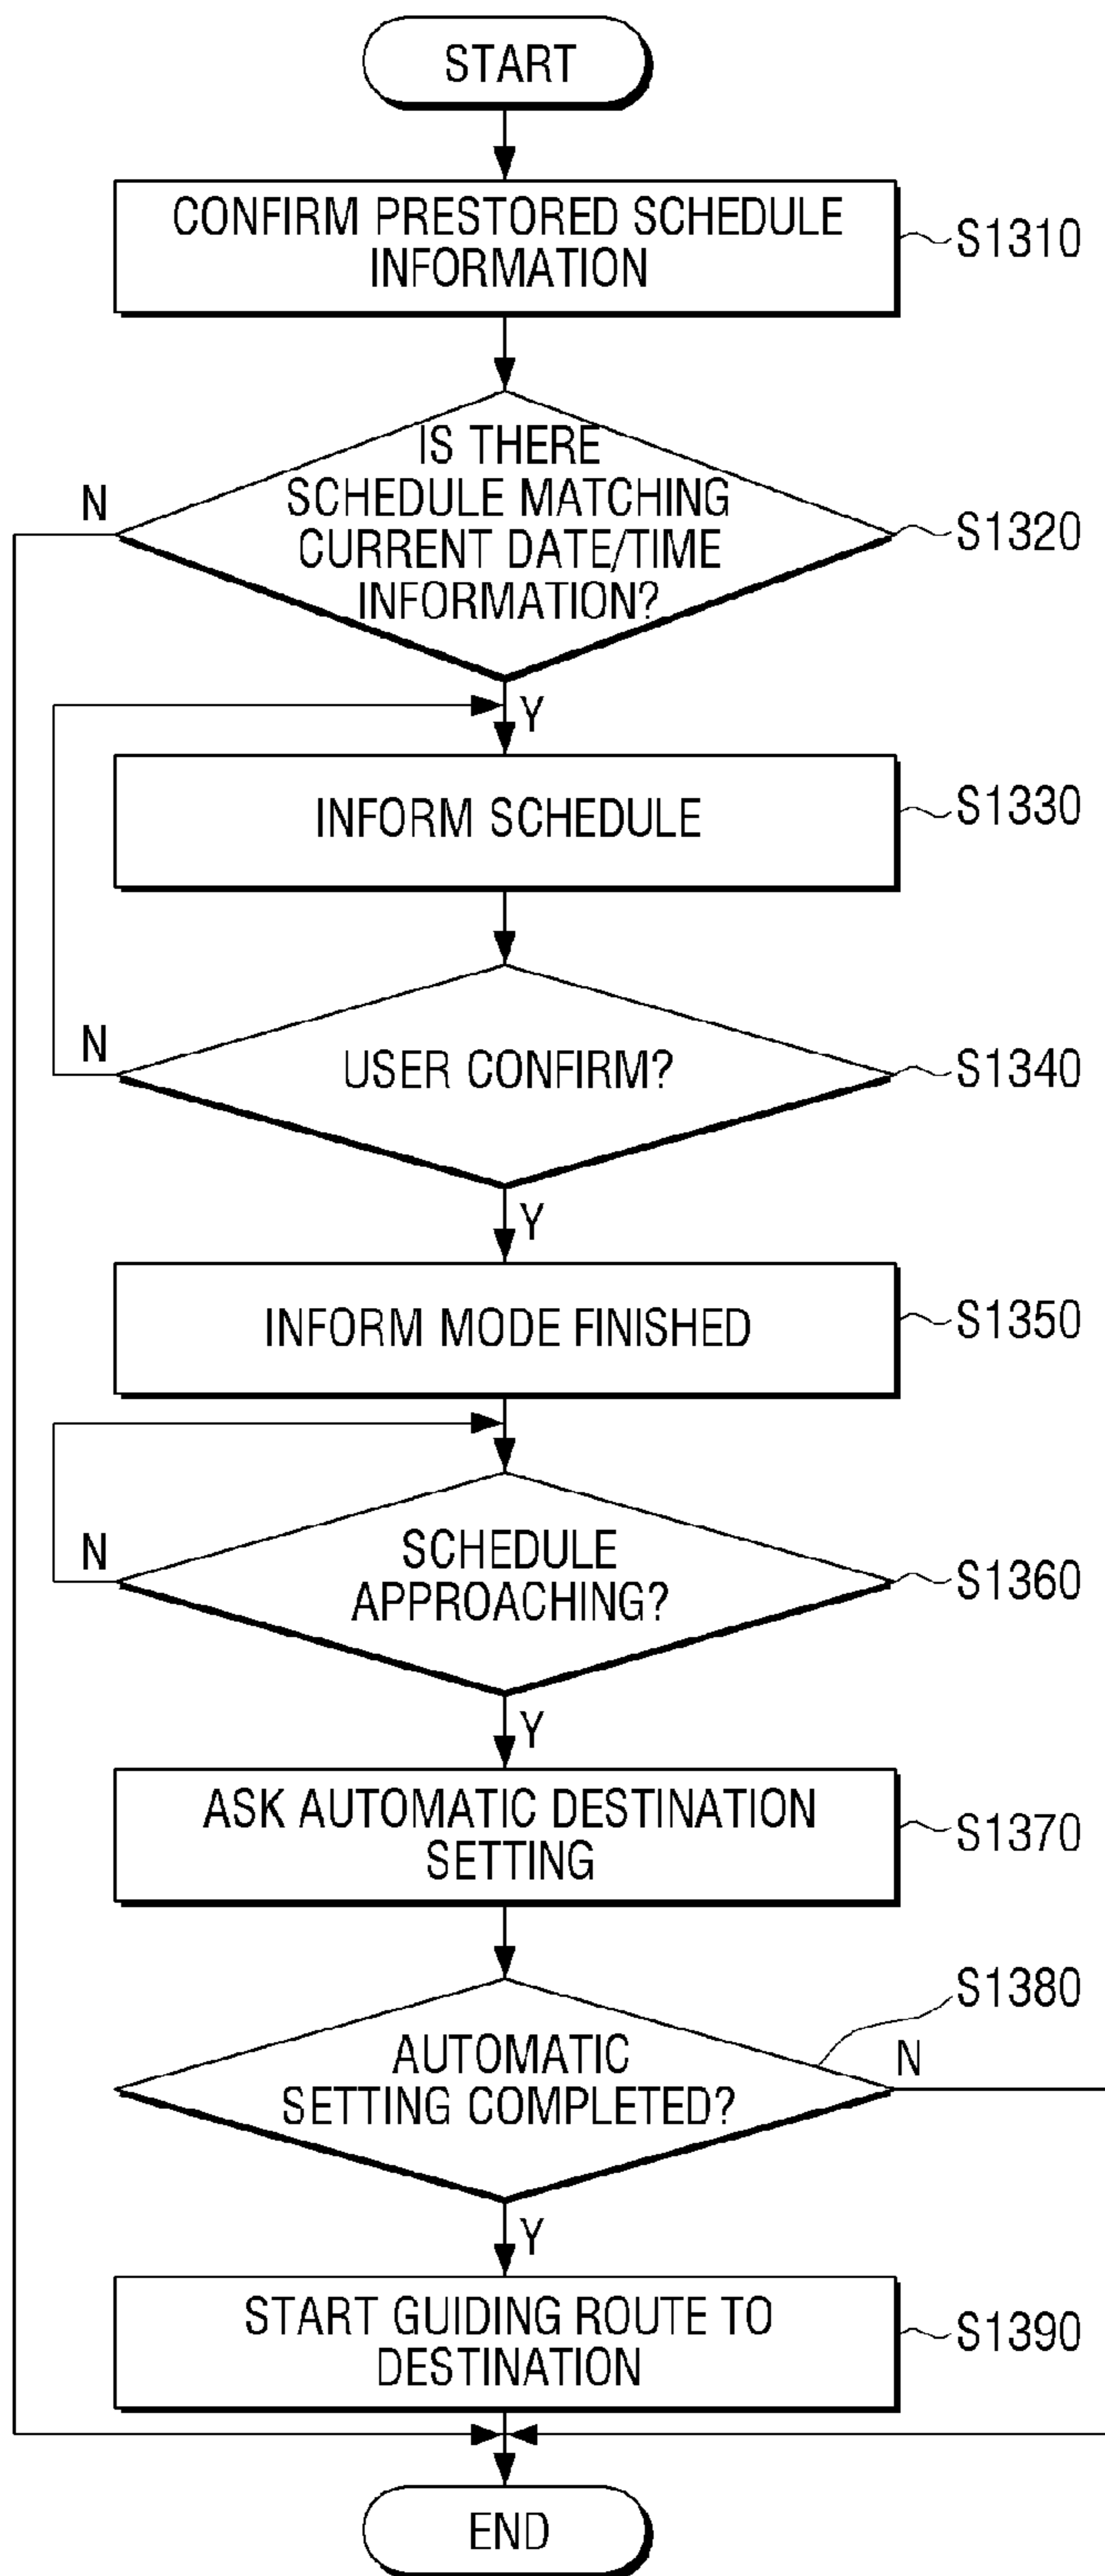 START
CONFIRM PRESTORED SCHEDULE
INFORMATION
S1310
IS THERE
SCHEDULE MATCHING
CURRENT DATE/TIME
INFORMATION?
N
S1320
Y
INFORM SCHEDULE
S1330
USER CONFIRM?
N
S1340
Y
INFORM MODE FINISHED
S1350
SCHEDULE
APPROACHING?
N
S1360
Y
ASK AUTOMATIC DESTINATION
SETTING
S1370
S1380
AUTOMATIC
SETTING COMPLETED?
N
Y
START GUIDING ROUTE TO
DESTINATION
S1390
END